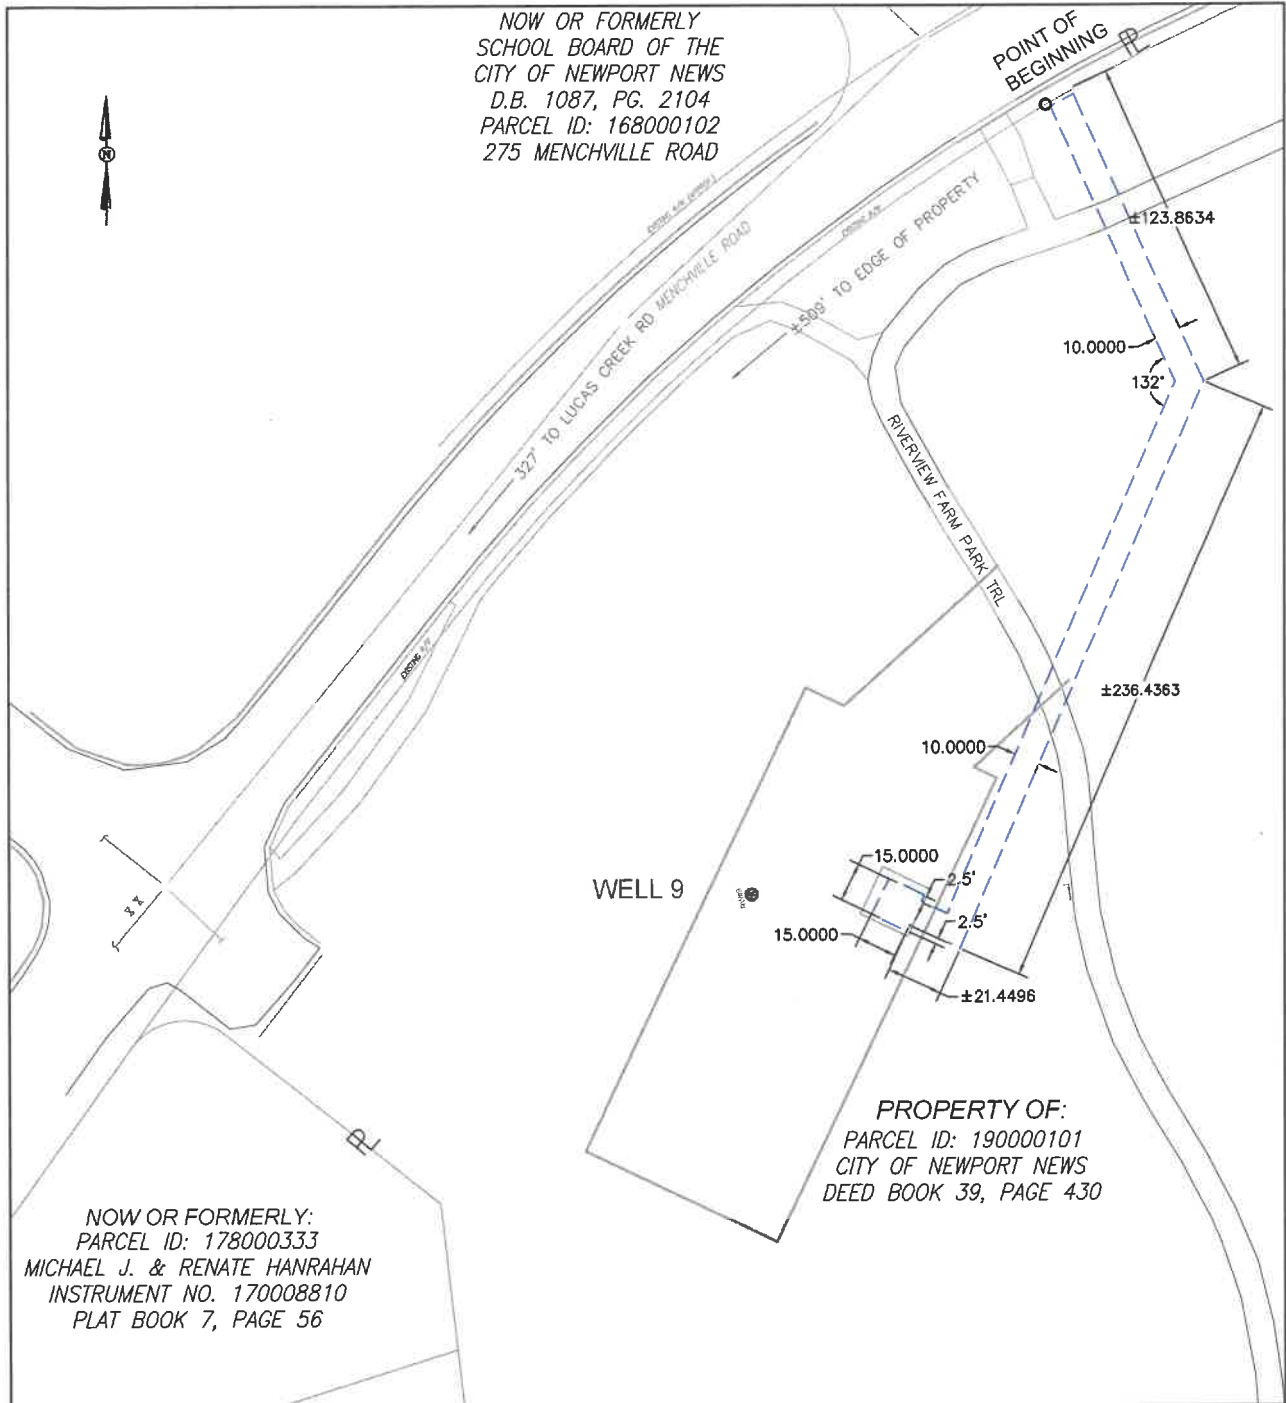 NOW OR FORMERLY
SCHOOL BOARD OF THE
CITY OF NEWPORT NEWS
D.B. 1087, PG. 2104
PARCEL ID: 168000102
275 MENCHVILLE ROAD
POINT OF
BEGINNING
PL
N
EXISTING R/W
MENCHVILLE ROAD
327' TO LUCAS CREEK RD
±509' TO EDGE OF PROPERTY
±123.8634
10.0000
132°
RIVERVIEW FARM PARK TRL
EXISTING R/W
±236.4363
10.0000
15.0000
2.5'
WELL 9
2.5'
15.0000
±21.4496
PROPERTY OF:
PARCEL ID: 190000101
CITY OF NEWPORT NEWS
DEED BOOK 39, PAGE 430
PL
NOW OR FORMERLY:
PARCEL ID: 178000333
MICHAEL J. & RENATE HANRAHAN
INSTRUMENT NO. 170008810
PLAT BOOK 7, PAGE 56